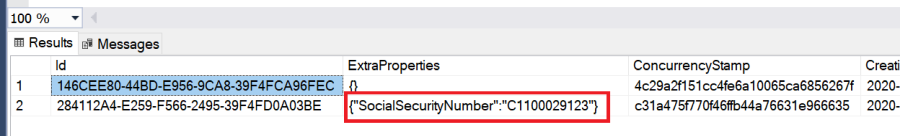 100 %
Results Messages
Id ExtraProperties ConcurrencyStamp Creati
1 146CEE80-44BD-E956-9CA8-39F4FCA96FEC {} 4c29a2f151cc4fe6a10065ca6856267f 2020-
2 284112A4-E259-F566-2495-39F4FD0A03BE {"SocialSecurityNumber":"C1100029123"} c31a475f770f46ffb44a76631e966635 2020-